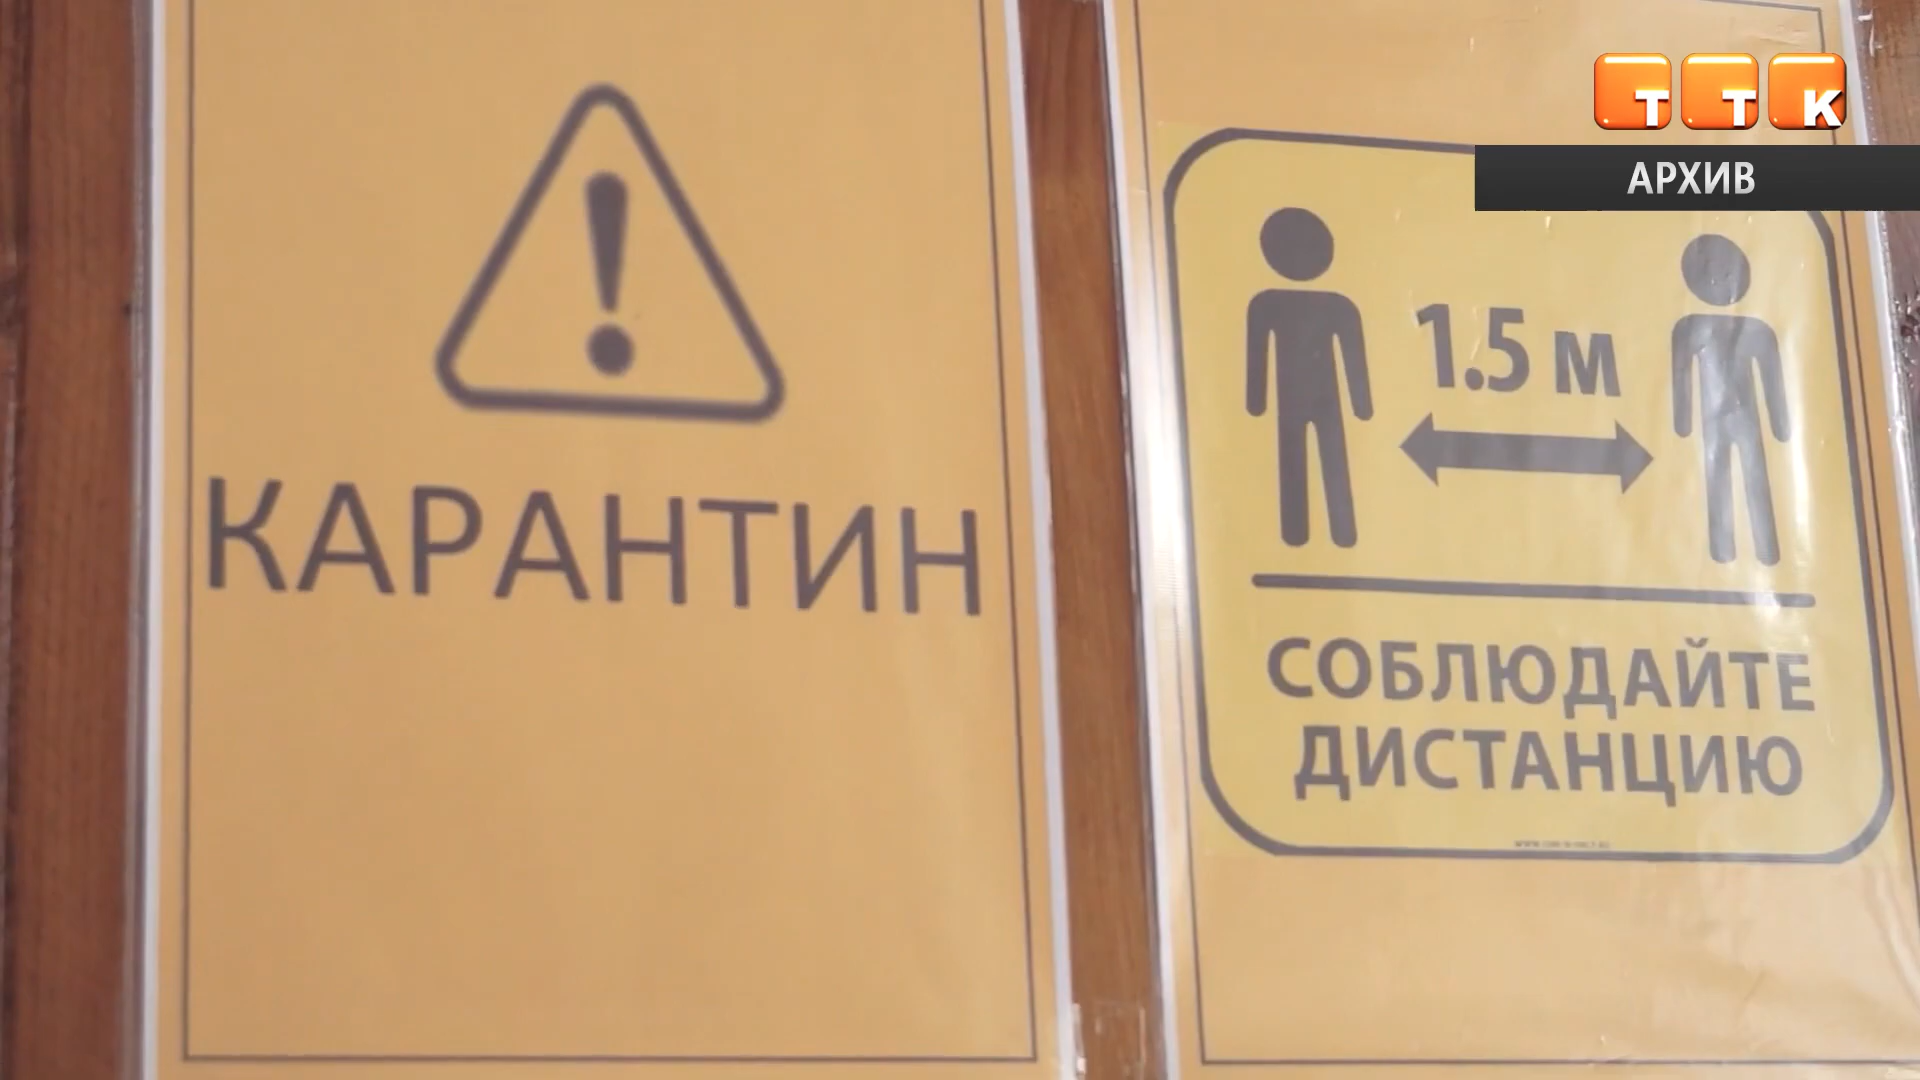 ТТК
АРХИВ
КАРАНТИН
1.5 м
СОБЛЮДАЙТЕ
ДИСТАНЦИЮ